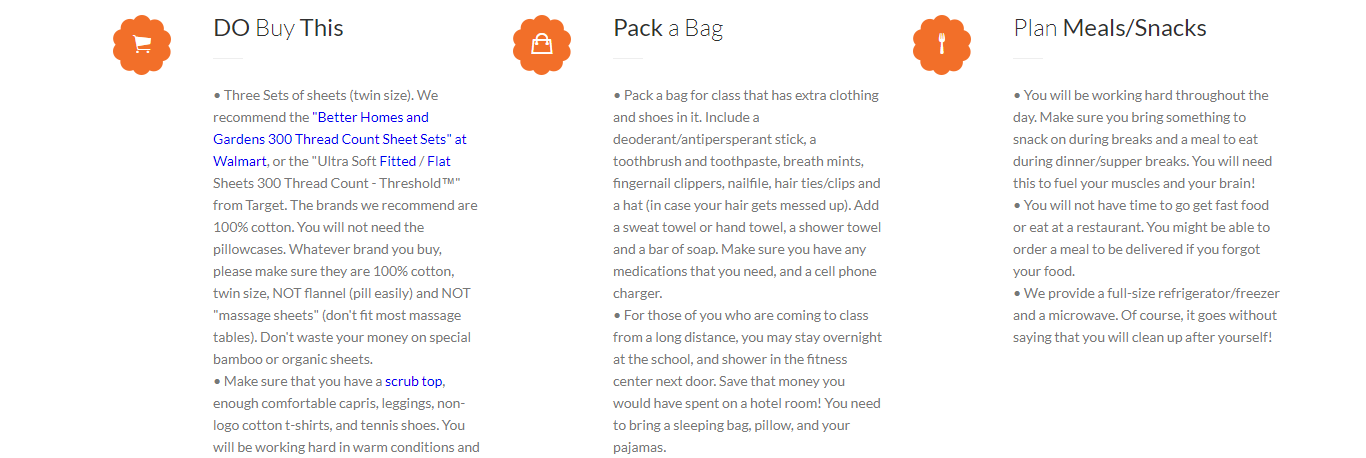 DO Buy This
• Three Sets of sheets (twin size). We
recommend the "Better Homes and
Gardens 300 Thread Count Sheet Sets" at
Walmart, or the "Ultra Soft Fitted / Flat
Sheets 300 Thread Count - Threshold™"
from Target. The brands we recommend are
100% cotton. You will not need the
pillowcases. Whatever brand you buy,
please make sure they are 100% cotton,
twin size, NOT flannel (pill easily) and NOT
"massage sheets" (don't fit most massage
tables). Don't waste your money on special
bamboo or organic sheets.
• Make sure that you have a scrub top,
enough comfortable capris, leggings, non-
logo cotton t-shirts, and tennis shoes. You
will be working hard in warm conditions and
Pack a Bag
• Pack a bag for class that has extra clothing
and shoes in it. Include a
deoderant/antipersperant stick, a
toothbrush and toothpaste, breath mints,
fingernail clippers, nailfile, hair ties/clips and
a hat (in case your hair gets messed up). Add
a sweat towel or hand towel, a shower towel
and a bar of soap. Make sure you have any
medications that you need, and a cell phone
charger.
• For those of you who are coming to class
from a long distance, you may stay overnight
at the school, and shower in the fitness
center next door. Save that money you
would have spent on a hotel room! You need
to bring a sleeping bag, pillow, and your
pajamas.
Plan Meals/Snacks
• You will be working hard throughout the
day. Make sure you bring something to
snack on during breaks and a meal to eat
during dinner/supper breaks. You will need
this to fuel your muscles and your brain!
• You will not have time to go get fast food
or eat at a restaurant. You might be able to
order a meal to be delivered if you forgot
your food.
• We provide a full-size refrigerator/freezer
and a microwave. Of course, it goes without
saying that you will clean up after yourself!